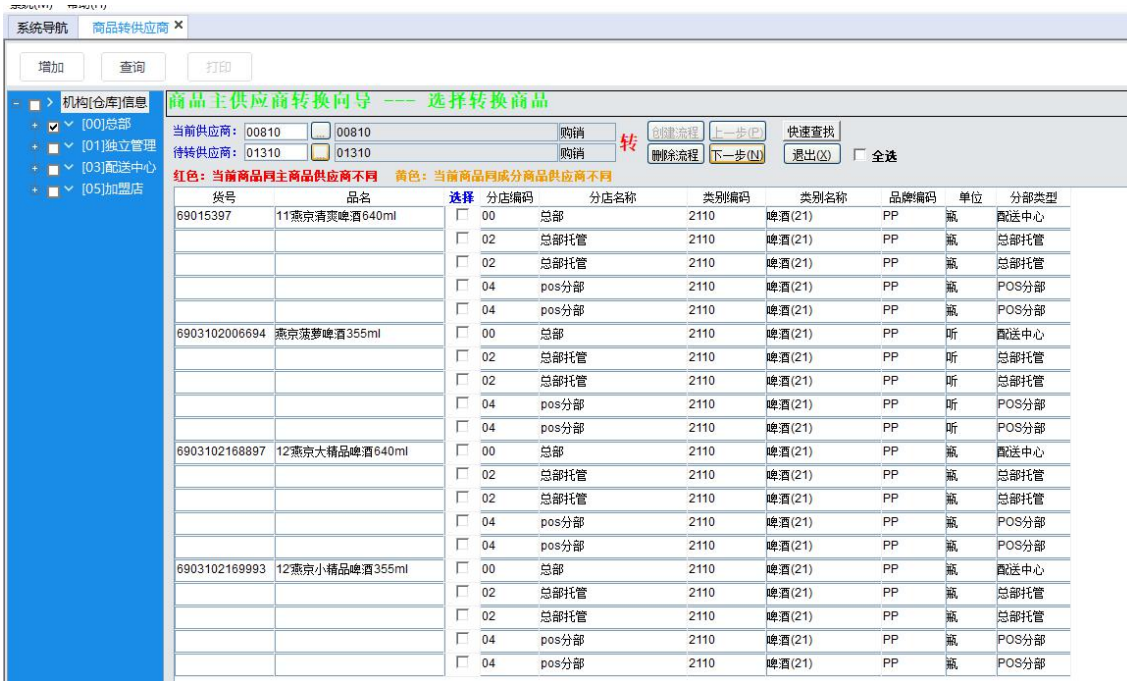 系统导航 商品转供应商 ×
增加 查询 打印
机构[仓库]信息
[00]总部
[01]独立管理
[03]配送中心
[05]加盟店
商品主供应商转换向导 --- 选择转换商品
当前供应商: 00810 ... 00810 购销 转 创建流程 上一步(P) 快速查找
待转供应商: 01310 ... 01310 购销 删除流程 下一步(N) 退出(X) 全选
红色: 当前商品同主商品供应商不同 黄色: 当前商品同成分商品供应商不同
货号 品名 选择 分店编码 分店名称 类别编码 类别名称 品牌编码 单位 分部类型
69015397 11°燕京清爽啤酒640ml 00 总部 2110 啤酒(21) PP 瓶 配送中心
02 总部托管 2110 啤酒(21) PP 瓶 总部托管
02 总部托管 2110 啤酒(21) PP 瓶 总部托管
04 pos分部 2110 啤酒(21) PP 瓶 POS分部
04 pos分部 2110 啤酒(21) PP 瓶 POS分部
6903102006694 燕京菠萝啤酒355ml 00 总部 2110 啤酒(21) PP 听 配送中心
02 总部托管 2110 啤酒(21) PP 听 总部托管
02 总部托管 2110 啤酒(21) PP 听 总部托管
04 pos分部 2110 啤酒(21) PP 听 POS分部
04 pos分部 2110 啤酒(21) PP 听 POS分部
6903102168897 12°燕京大精品啤酒640ml 00 总部 2110 啤酒(21) PP 瓶 配送中心
02 总部托管 2110 啤酒(21) PP 瓶 总部托管
02 总部托管 2110 啤酒(21) PP 瓶 总部托管
04 pos分部 2110 啤酒(21) PP 瓶 POS分部
04 pos分部 2110 啤酒(21) PP 瓶 POS分部
6903102169993 12°燕京小精品啤酒355ml 00 总部 2110 啤酒(21) PP 瓶 配送中心
02 总部托管 2110 啤酒(21) PP 瓶 总部托管
02 总部托管 2110 啤酒(21) PP 瓶 总部托管
04 pos分部 2110 啤酒(21) PP 瓶 POS分部
04 pos分部 2110 啤酒(21) PP 瓶 POS分部